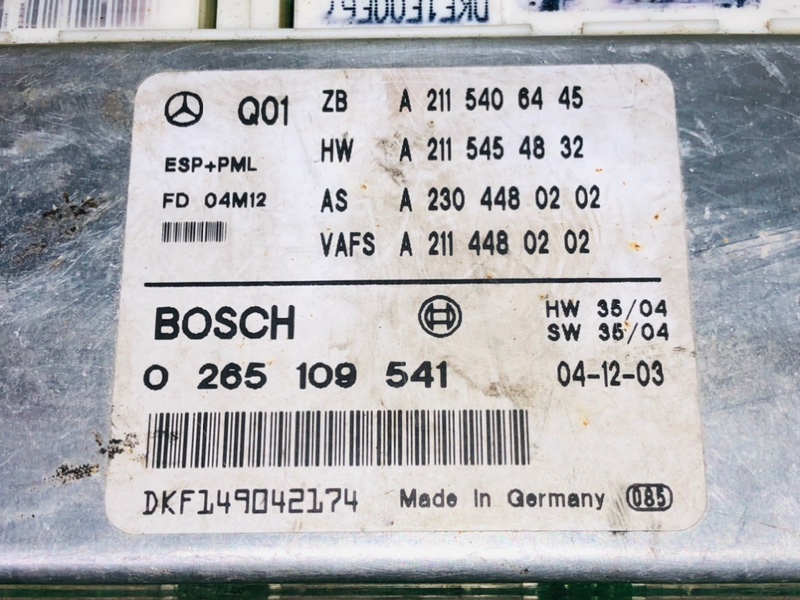 Q01 ZB A 211 540 64 45
ESP+PML HW A 211 545 48 32
FD 04M12 AS A 230 448 02 02
VAFS A 211 448 02 02
BOSCH HW 35/04
SW 35/04
0 265 109 541 04-12-03
DKF149042174 Made in Germany 085